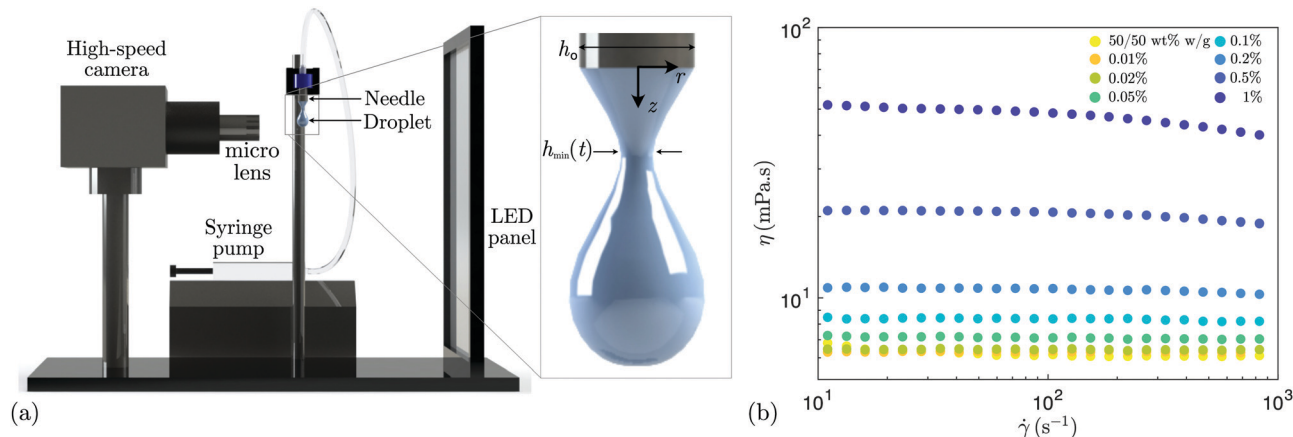 High-speed
camera
Needle
Droplet
micro
lens
Syringe
pump
LED
panel
(a)
hₒ
r
z
hₘᵢₙ(t)
η (mPa.s)
10²
10¹
50/50 wt% w/g
0.01%
0.02%
0.05%
0.1%
0.2%
0.5%
1%
10¹
10²
10³
γ̇ (s⁻¹)
(b)